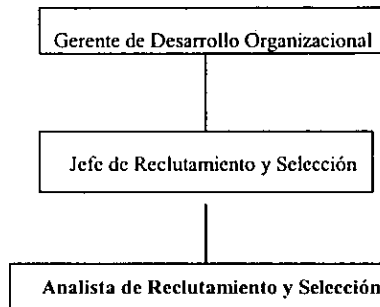 Gerente de Desarrollo Organizacional
Jefe de Reclutamiento y Selección
Analista de Reclutamiento y Selección